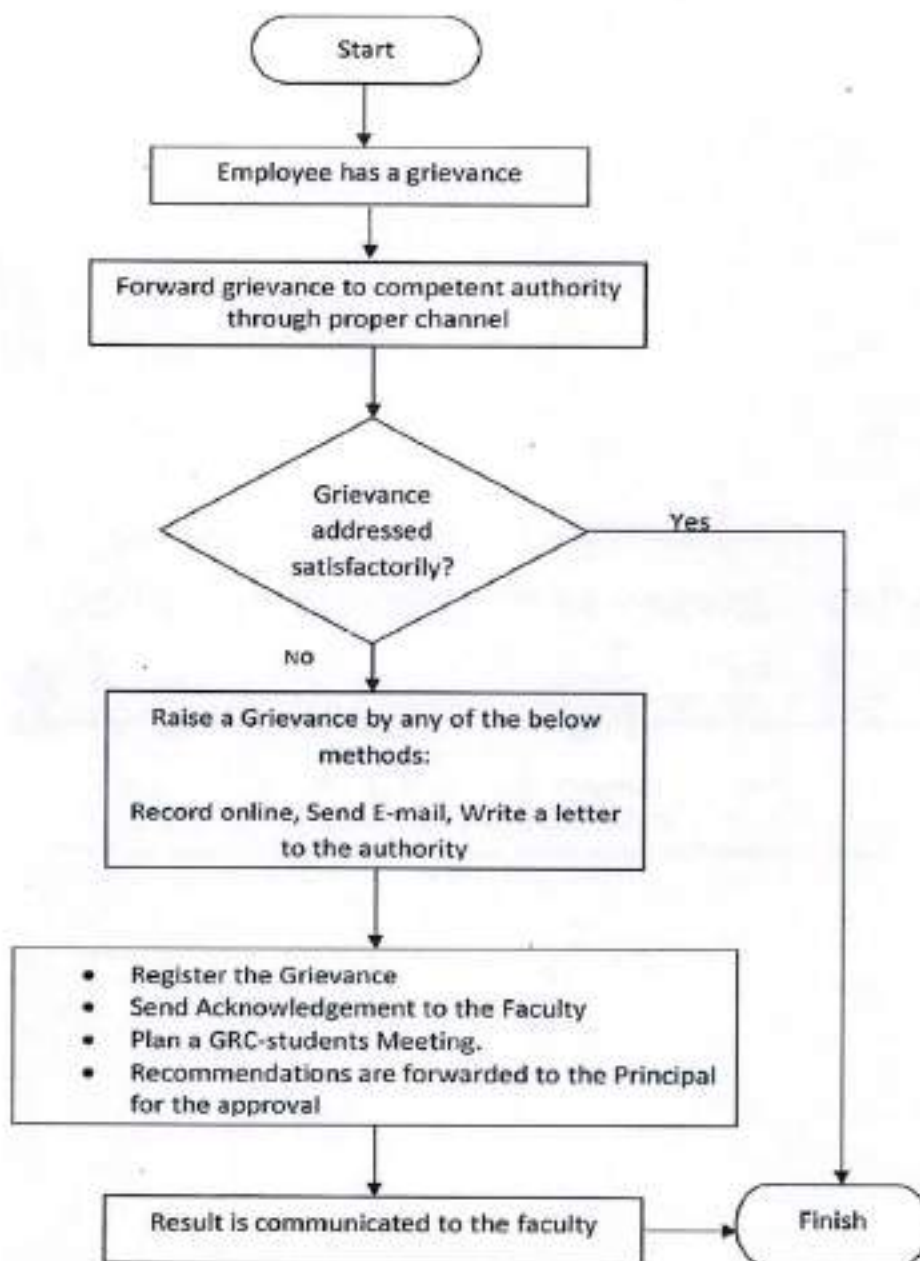 Start
Employee has a grievance
Forward grievance to competent authority
through proper channel
Grievance
addressed
satisfactorily?
Yes
NO
Raise a Grievance by any of the below
methods:
Record online, Send E-mail, Write a letter
to the authority
• Register the Grievance
• Send Acknowledgement to the Faculty
• Plan a GRC-students Meeting.
• Recommendations are forwarded to the Principal
for the approval
Result is communicated to the faculty
Finish